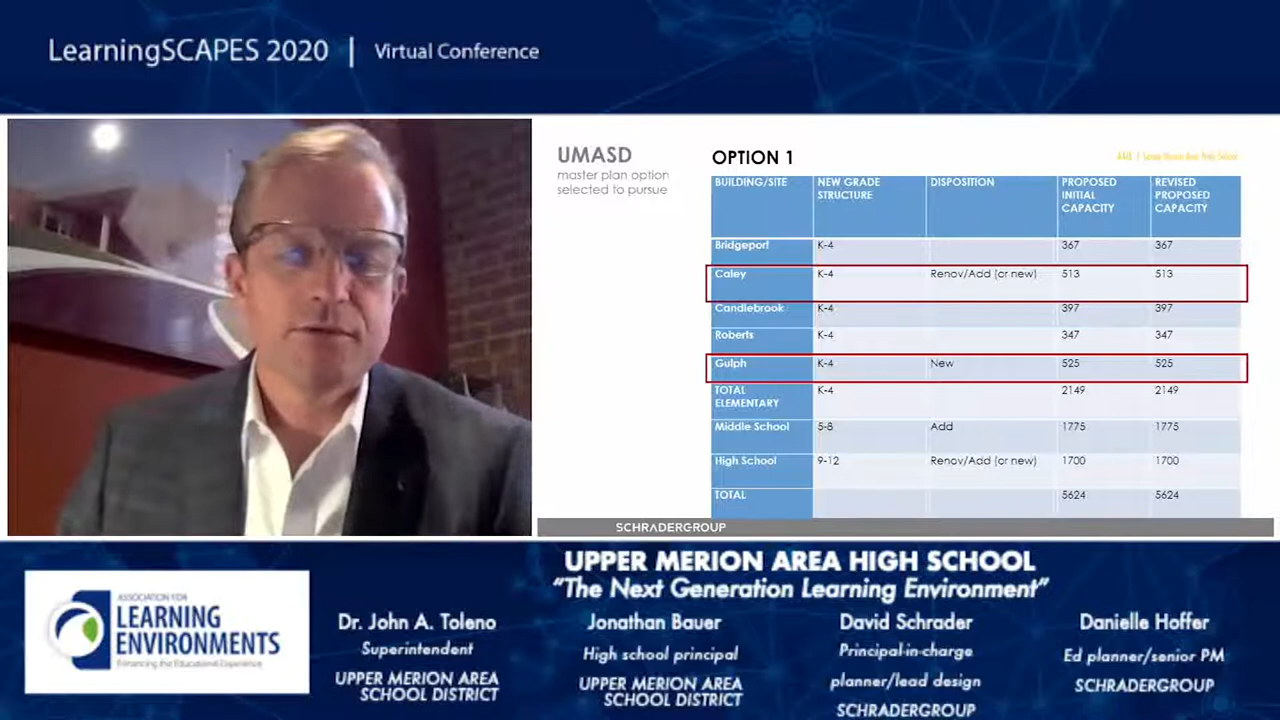 LearningSCAPES 2020 | Virtual Conference
UMASD
master plan option
selected to pursue
OPTION 1
BUILDING/SITE NEW GRADE STRUCTURE DISPOSITION PROPOSED INITIAL CAPACITY REVISED PROPOSED CAPACITY
Bridgeport K-4 367 367
Caley K-4 Renov/Add (or new) 513 513
Candlebrook K-4 397 397
Roberts K-4 347 347
Gulph K-4 New 525 525
TOTAL ELEMENTARY K-4 2149 2149
Middle School 5-8 Add 1775 1775
High School 9-12 Renov/Add (or new) 1700 1700
TOTAL 5624 5624
SCHRADERGROUP
ASSOCIATION FOR
LEARNING
ENVIRONMENTS
Enhancing the Educational Experience
UPPER MERION AREA HIGH SCHOOL
"The Next Generation Learning Environment"
Dr. John A. Toleno
Superintendent
UPPER MERION AREA
SCHOOL DISTRICT
Jonathan Bauer
High school principal
UPPER MERION AREA
SCHOOL DISTRICT
David Schrader
Principal-in-charge
planner/lead design
SCHRADERGROUP
Danielle Hoffer
Ed planner/senior PM
SCHRADERGROUP